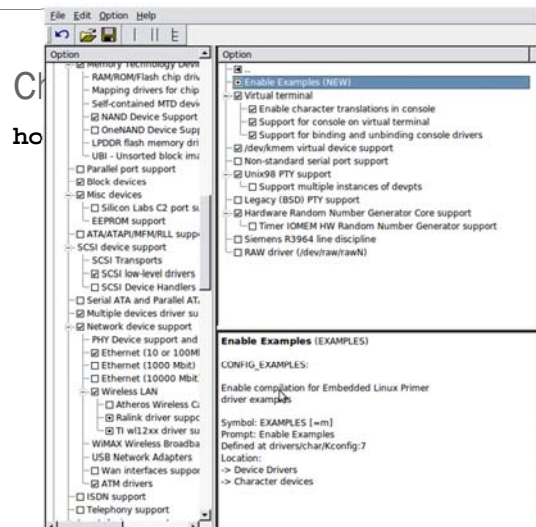 File Edit Option Help
Option
Memory Technology Devi
RAM/ROM/Flash chip driv
Mapping drivers for chip
Self-contained MTD devi
NAND Device Support
OneNAND Device Supp
LPDDR flash memory dri
UBI - Unsorted block ima
Parallel port support
Block devices
Misc devices
Silicon Labs C2 port su
EEPROM support
ATA/ATAPI/MFM/RLL suppo
SCSI device support
SCSI Transports
SCSI low-level drivers
SCSI Device Handlers
Serial ATA and Parallel AT
Multiple devices driver su
Network device support
PHY Device support and
Ethernet (10 or 100M
Ethernet (1000 Mbit)
Ethernet (10000 Mbit
Wireless LAN
Atheros Wireless C
Ralink driver suppo
TI wl12xx driver su
WiMAX Wireless Broadba
USB Network Adapters
Wan interfaces suppor
ATM drivers
ISDN support
Telephony support
Ch
ho
Option
..
Enable Examples (NEW)
Virtual terminal
Enable character translations in console
Support for console on virtual terminal
Support for binding and unbinding console drivers
/dev/kmem virtual device support
Non-standard serial port support
Unix98 PTY support
Support multiple instances of devpts
Legacy (BSD) PTY support
Hardware Random Number Generator Core support
Timer IOMEM HW Random Number Generator support
Siemens R3964 line discipline
RAW driver (/dev/raw/rawN)
Enable Examples (EXAMPLES)
CONFIG_EXAMPLES:
Enable compilation for Embedded Linux Primer
driver examples
Symbol: EXAMPLES [=m]
Prompt: Enable Examples
Defined at drivers/char/Kconfig:7
Location:
-> Device Drivers
-> Character devices